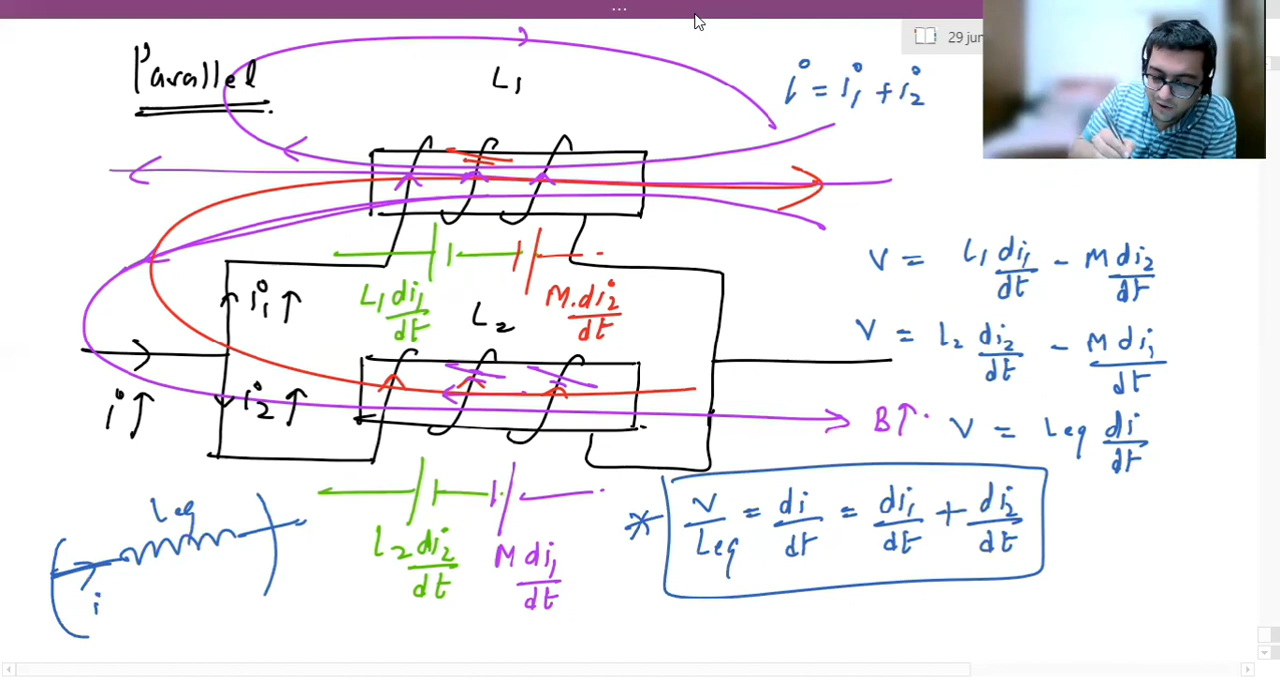 ...
29 jun
Parallel
L₁
i = i₁ + i₂
L₁ di₁/dt
M. di₂/dt
i₁ ↑
L₂
i ↑
i₂ ↑
V = L₁ di₁/dt - M di₂/dt
V = L₂ di₂/dt - M di₁/dt
B↑.
V = Leq di/dt
* V/Leq = di/dt = di₁/dt + di₂/dt
Leq
i
L₂ di₂/dt
M di₁/dt